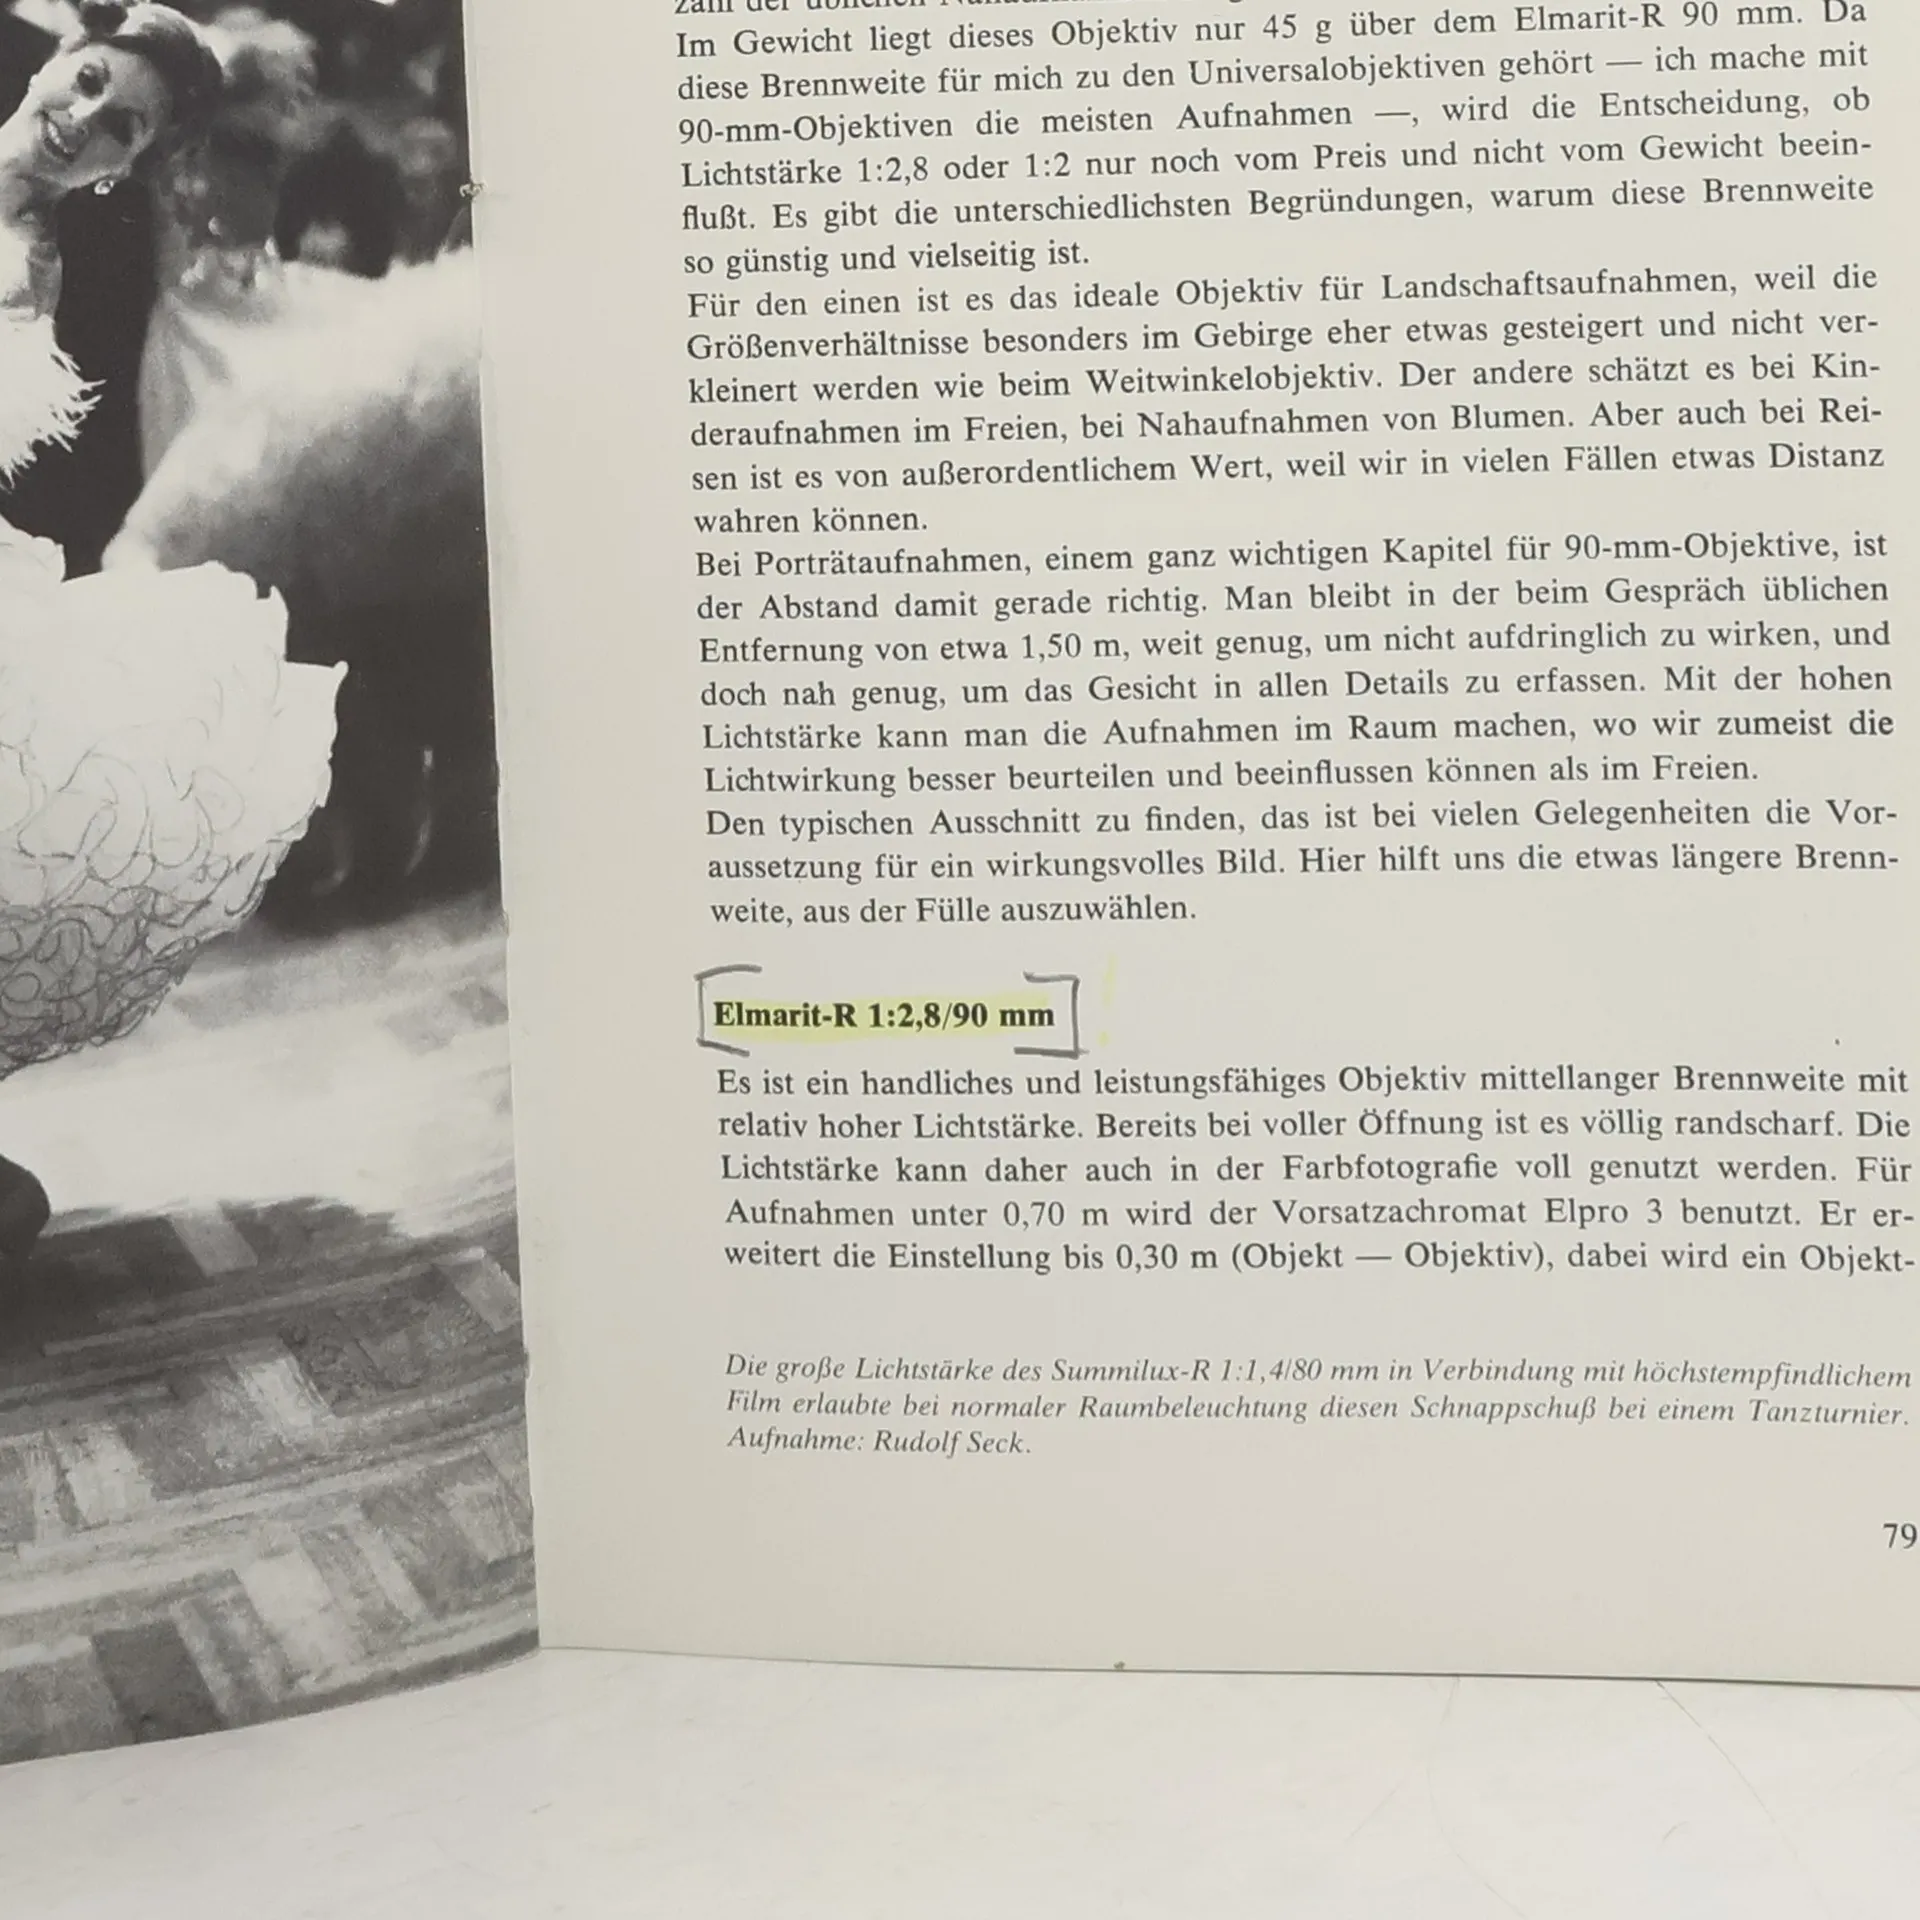 zahl der üblichen
Im Gewicht liegt dieses Objektiv nur 45 g über dem Elmarit-R 90 mm. Da
diese Brennweite für mich zu den Universalobjektiven gehört — ich mache mit
90-mm-Objektiven die meisten Aufnahmen —, wird die Entscheidung, ob
Lichtstärke 1:2,8 oder 1:2 nur noch vom Preis und nicht vom Gewicht beein-
flußt. Es gibt die unterschiedlichsten Begründungen, warum diese Brennweite
so günstig und vielseitig ist.
Für den einen ist es das ideale Objektiv für Landschaftsaufnahmen, weil die
Größenverhältnisse besonders im Gebirge eher etwas gesteigert und nicht ver-
kleinert werden wie beim Weitwinkelobjektiv. Der andere schätzt es bei Kin-
deraufnahmen im Freien, bei Nahaufnahmen von Blumen. Aber auch bei Rei-
sen ist es von außerordentlichem Wert, weil wir in vielen Fällen etwas Distanz
wahren können.
Bei Porträtaufnahmen, einem ganz wichtigen Kapitel für 90-mm-Objektive, ist
der Abstand damit gerade richtig. Man bleibt in der beim Gespräch üblichen
Entfernung von etwa 1,50 m, weit genug, um nicht aufdringlich zu wirken, und
doch nah genug, um das Gesicht in allen Details zu erfassen. Mit der hohen
Lichtstärke kann man die Aufnahmen im Raum machen, wo wir zumeist die
Lichtwirkung besser beurteilen und beeinflussen können als im Freien.
Den typischen Ausschnitt zu finden, das ist bei vielen Gelegenheiten die Vor-
aussetzung für ein wirkungsvolles Bild. Hier hilft uns die etwas längere Brenn-
weite, aus der Fülle auszuwählen.
Elmarit-R 1:2,8/90 mm
Es ist ein handliches und leistungsfähiges Objektiv mittellanger Brennweite mit
relativ hoher Lichtstärke. Bereits bei voller Öffnung ist es völlig randscharf. Die
Lichtstärke kann daher auch in der Farbfotografie voll genutzt werden. Für
Aufnahmen unter 0,70 m wird der Vorsatzachromat Elpro 3 benutzt. Er er-
weitert die Einstellung bis 0,30 m (Objekt — Objektiv), dabei wird ein Objekt-
Die große Lichtstärke des Summilux-R 1:1,4/80 mm in Verbindung mit höchstempfindlichem
Film erlaubte bei normaler Raumbeleuchtung diesen Schnappschuß bei einem Tanzturnier.
Aufnahme: Rudolf Seck.
79